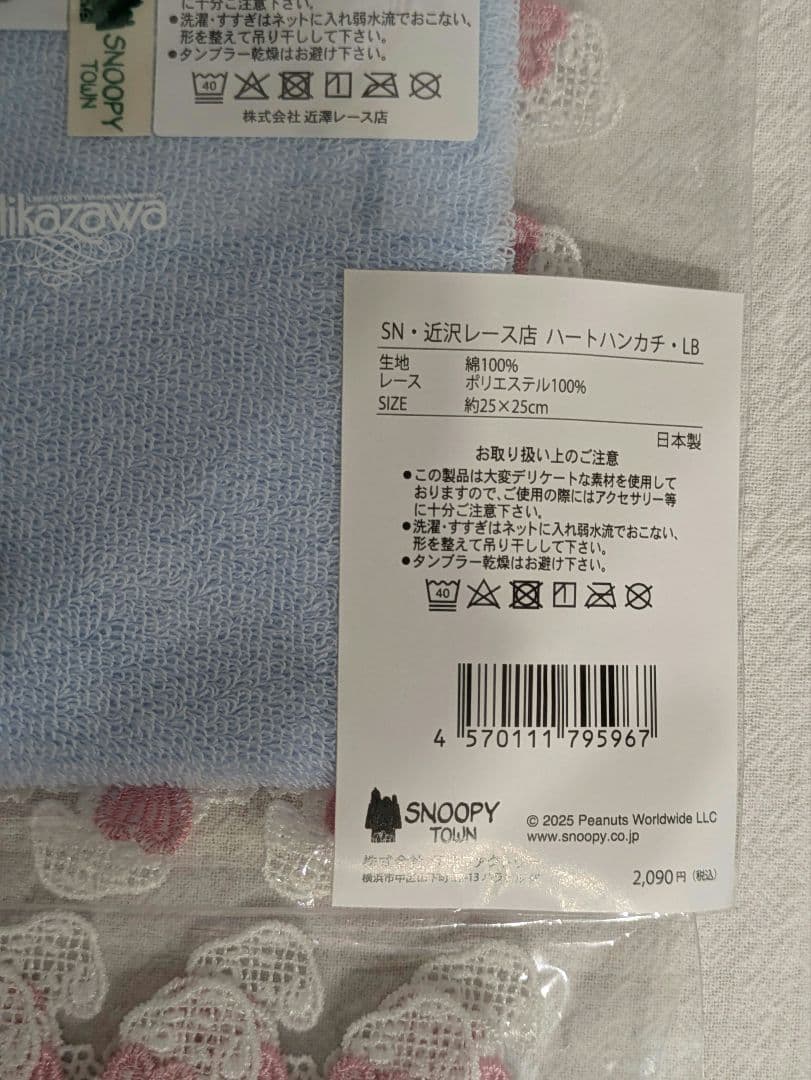 に十分ご注意下さい。
●洗濯・すすぎはネットに入れ弱水流でおこない、
形を整えて吊り干しして下さい。
●タンブラー乾燥はお避け下さい。
40
株式会社 近澤レース店
SNOOPY
TOWN
SN・近沢レース店 ハートハンカチ・LB
生地 綿100%
レース ポリエステル100%
SIZE 約25×25cm
日本製
お取り扱い上のご注意
●この製品は大変デリケートな素材を使用して
おりますので、ご使用の際にはアクセサリー等
に十分ご注意下さい。
●洗濯・すすぎはネットに入れ弱水流でおこない、
形を整えて吊り干しして下さい。
●タンブラー乾燥はお避け下さい。
40
4 570111 795967
SNOOPY
TOWN
© 2025 Peanuts Worldwide LLC
www.snoopy.co.jp
株式会社
横浜市中区山下町
2,090円(税込)